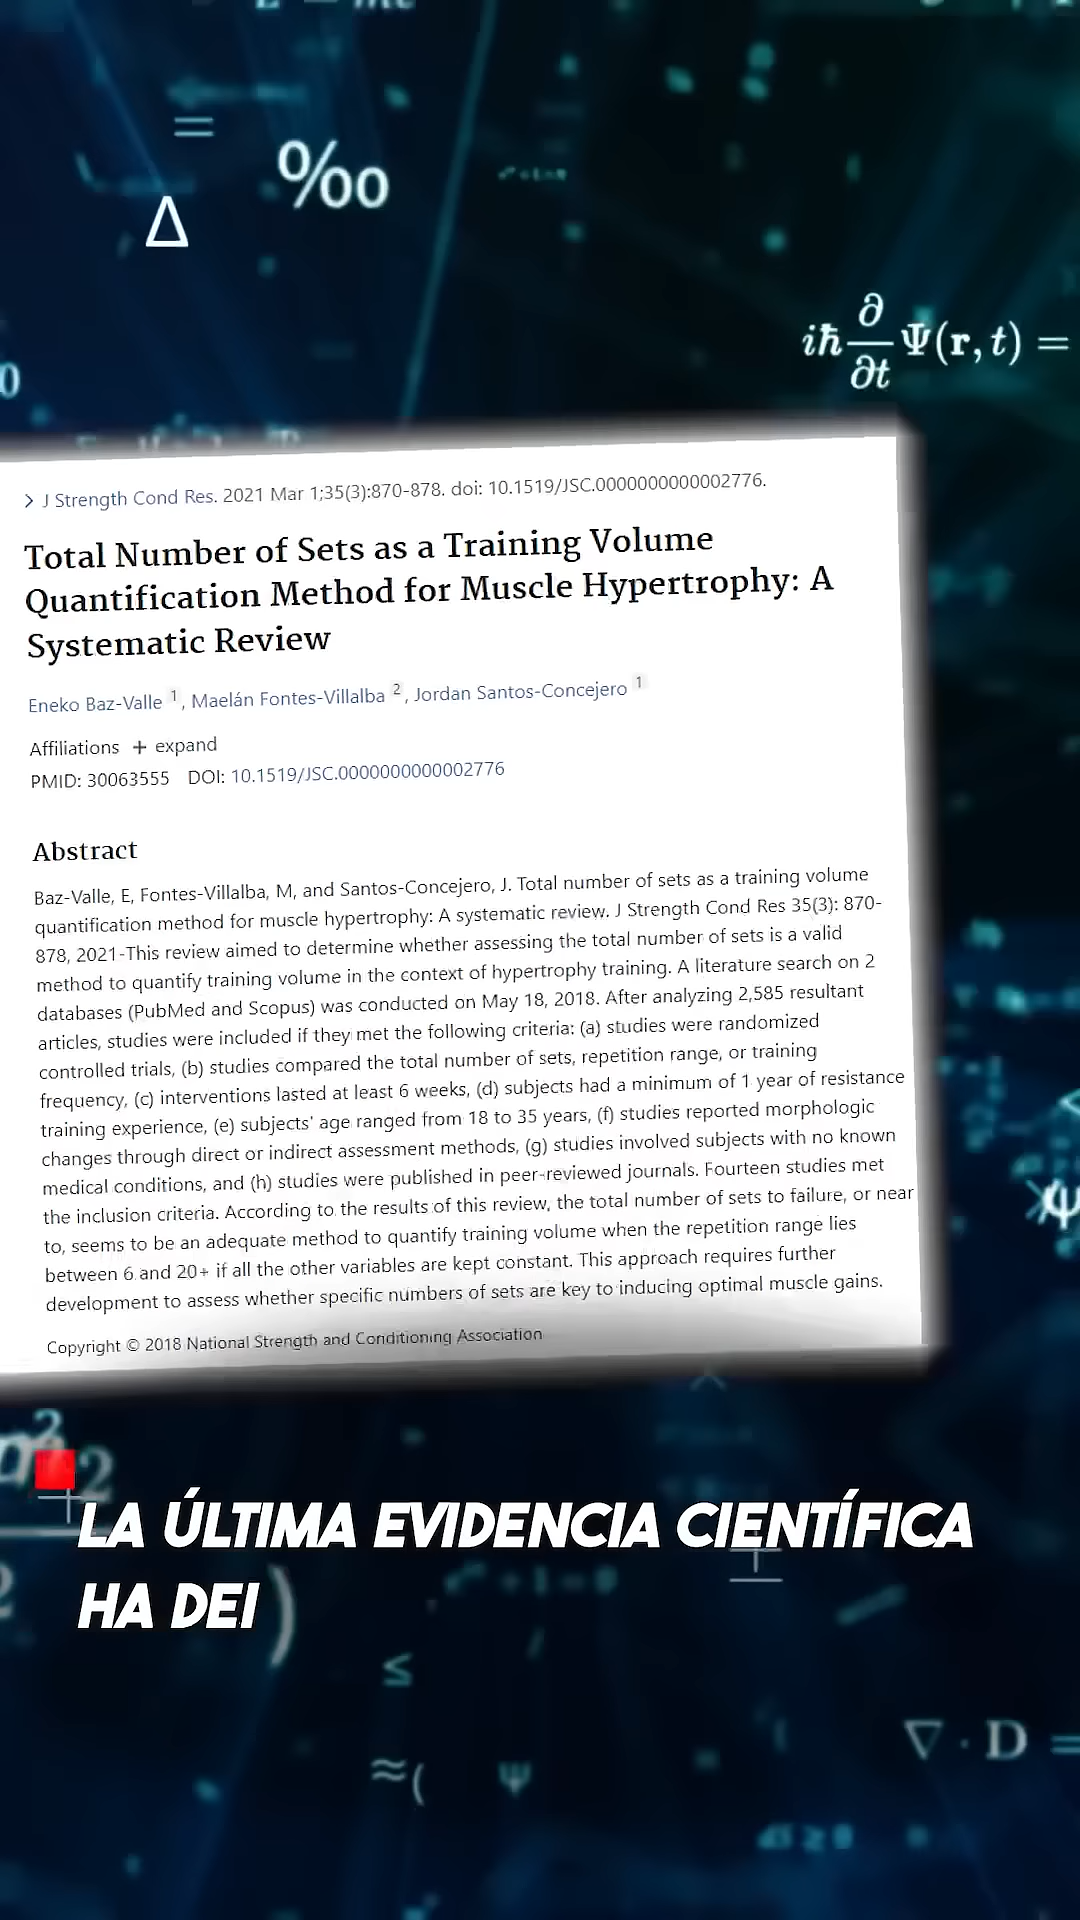 =
‰
Δ
iħ ∂/∂t Ψ(r, t) =
0
> J Strength Cond Res. 2021 Mar 1;35(3):870-878. doi: 10.1519/JSC.0000000000002776.
Total Number of Sets as a Training Volume
Quantification Method for Muscle Hypertrophy: A
Systematic Review
Eneko Baz-Valle 1, Maelán Fontes-Villalba 2, Jordan Santos-Concejero 1
Affiliations + expand
PMID: 30063555 DOI: 10.1519/JSC.0000000000002776
Abstract
Baz-Valle, E, Fontes-Villalba, M, and Santos-Concejero, J. Total number of sets as a training volume
quantification method for muscle hypertrophy: A systematic review. J Strength Cond Res 35(3): 870-
878, 2021-This review aimed to determine whether assessing the total number of sets is a valid
method to quantify training volume in the context of hypertrophy training. A literature search on 2
databases (PubMed and Scopus) was conducted on May 18, 2018. After analyzing 2,585 resultant
articles, studies were included if they met the following criteria: (a) studies were randomized
controlled trials, (b) studies compared the total number of sets, repetition range, or training
frequency, (c) interventions lasted at least 6 weeks, (d) subjects had a minimum of 1 year of resistance
training experience, (e) subjects' age ranged from 18 to 35 years, (f) studies reported morphologic
changes through direct or indirect assessment methods, (g) studies involved subjects with no known
medical conditions, and (h) studies were published in peer-reviewed journals. Fourteen studies met
the inclusion criteria. According to the results of this review, the total number of sets to failure, or near
to, seems to be an adequate method to quantify training volume when the repetition range lies
between 6 and 20+ if all the other variables are kept constant. This approach requires further
development to assess whether specific numbers of sets are key to inducing optimal muscle gains.
Copyright © 2018 National Strength and Conditioning Association
LA ÚLTIMA EVIDENCIA CIENTÍFICA
HA DEI
)
≤
∇ · D =
≈(
Ψ